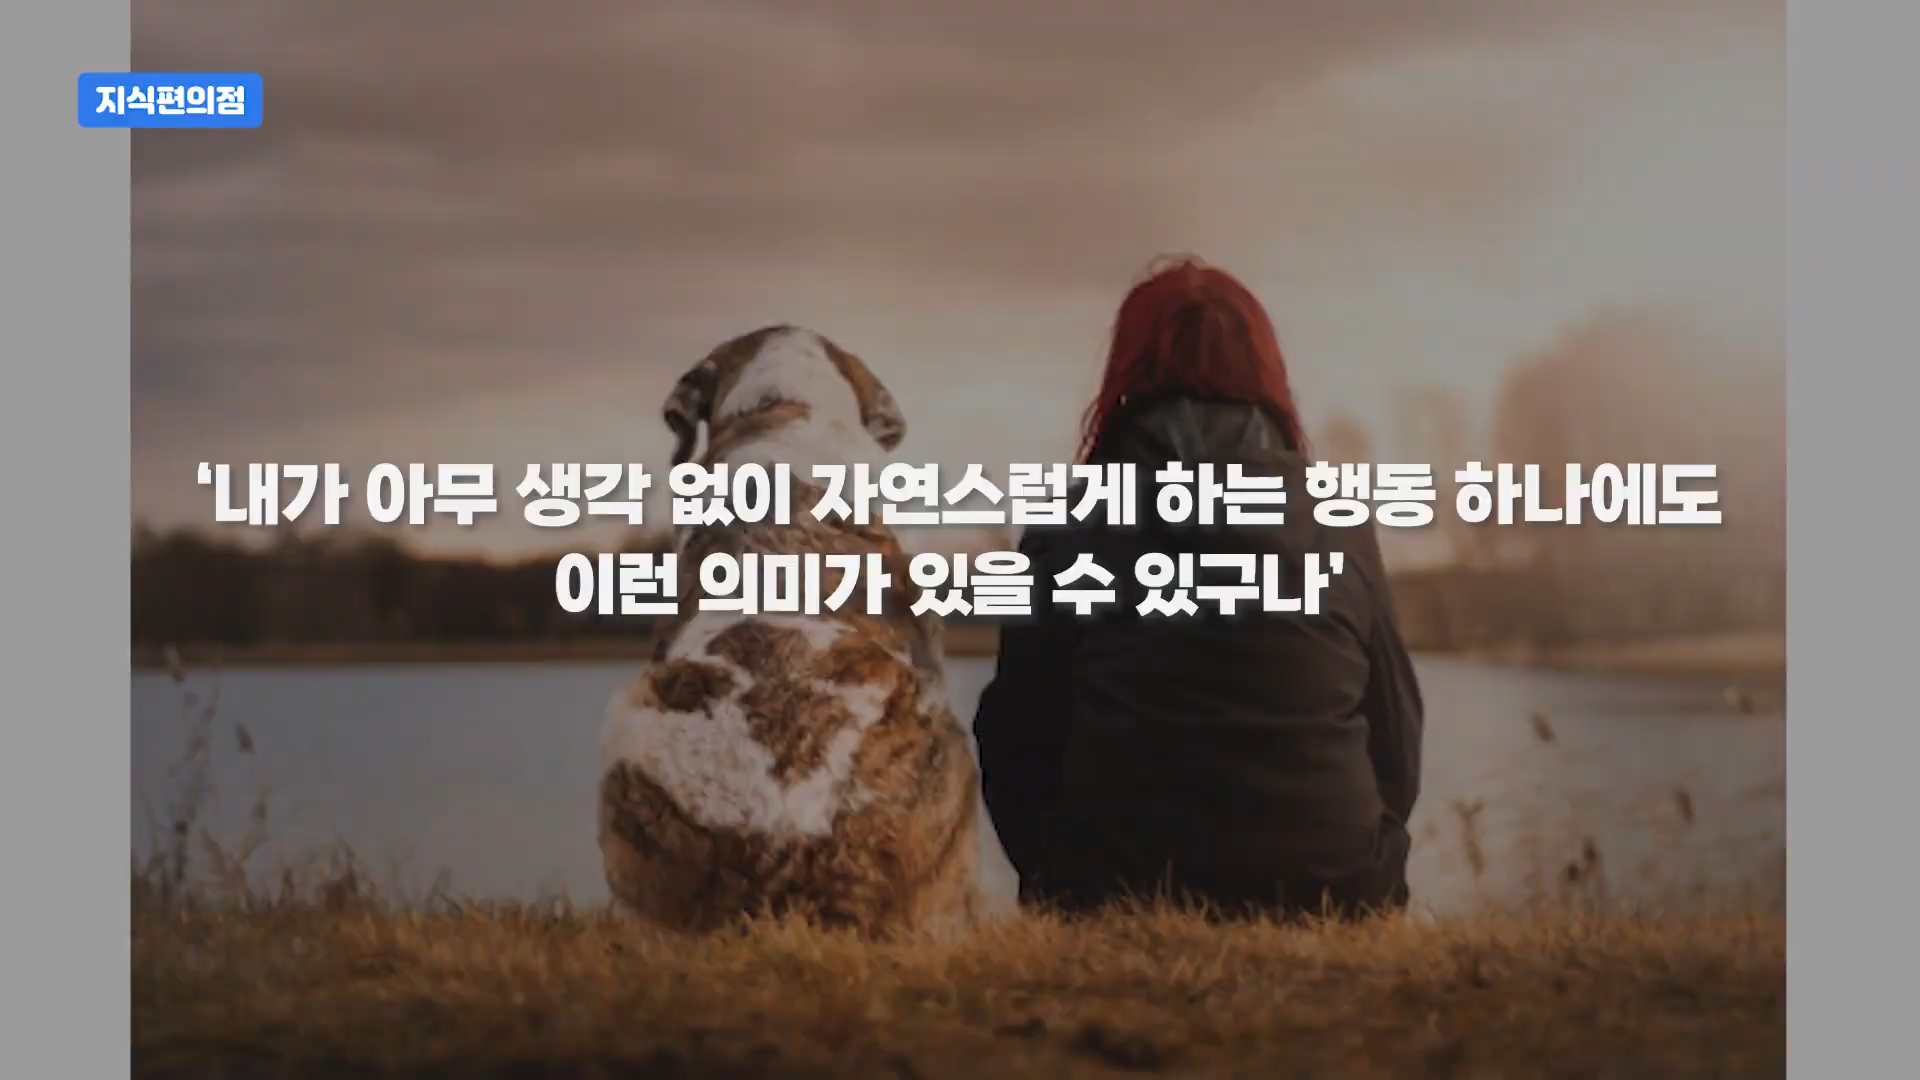 지식편의점
‘내가 아무 생각 없이 자연스럽게 하는 행동 하나에도
이런 의미가 있을 수 있구나’